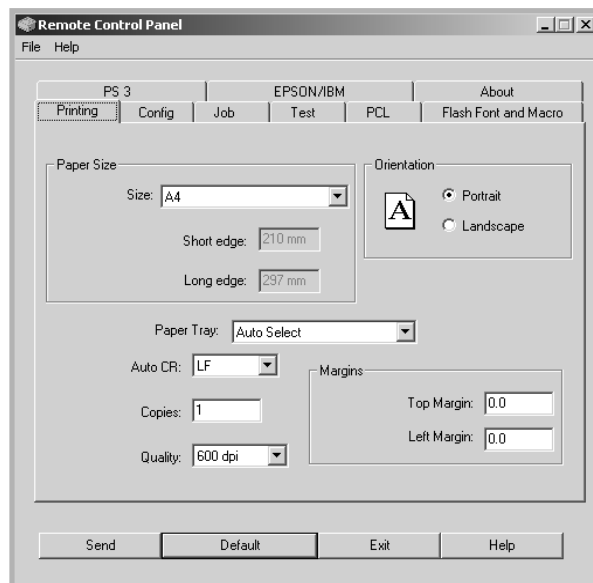 Remote Control Panel
File Help
PS 3 EPSON/IBM About
Printing Config Job Test PCL Flash Font and Macro
Paper Size
Size: A4
Short edge: 210 mm
Long edge: 297 mm
Orientation
A
Portrait
Landscape
Paper Tray: Auto Select
Auto CR: LF
Copies: 1
Quality: 600 dpi
Margins
Top Margin: 0.0
Left Margin: 0.0
Send Default Exit Help